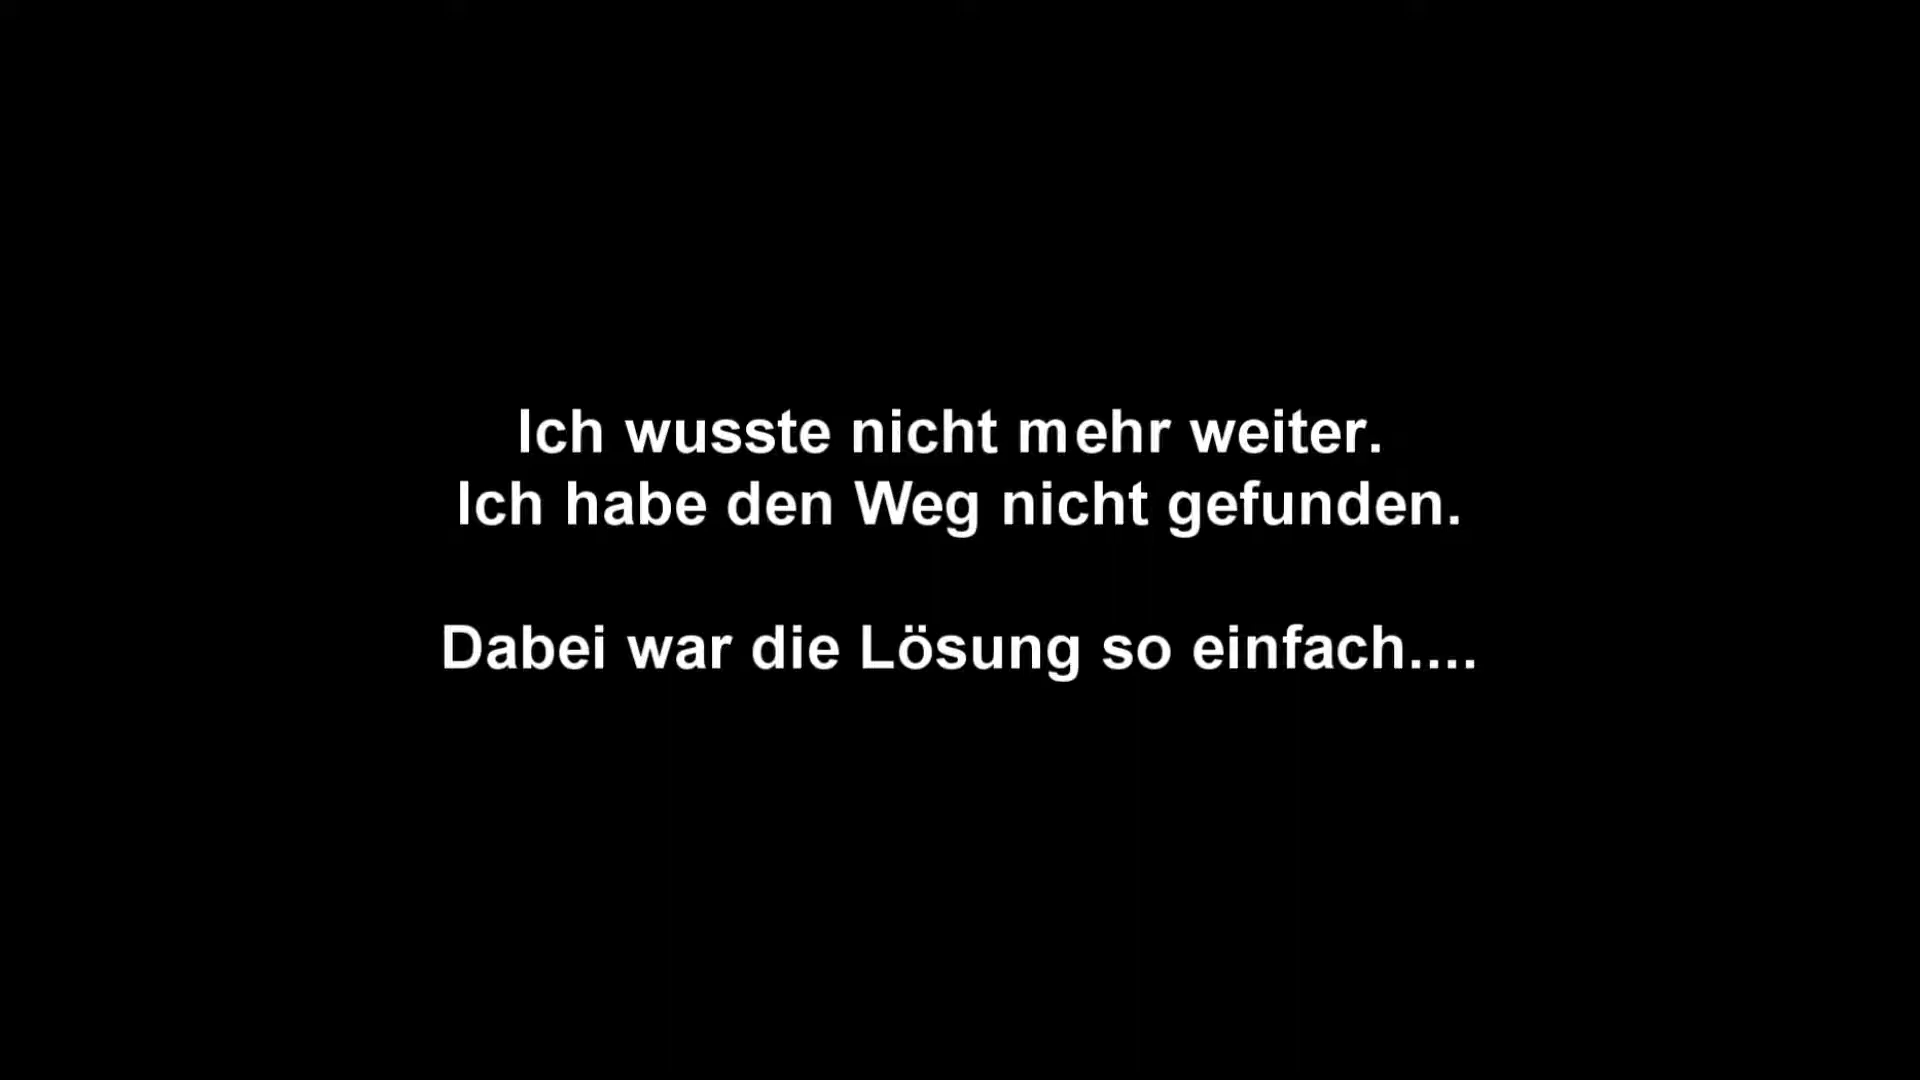 Ich wusste nicht mehr weiter.
Ich habe den Weg nicht gefunden.
Dabei war die Lösung so einfach....